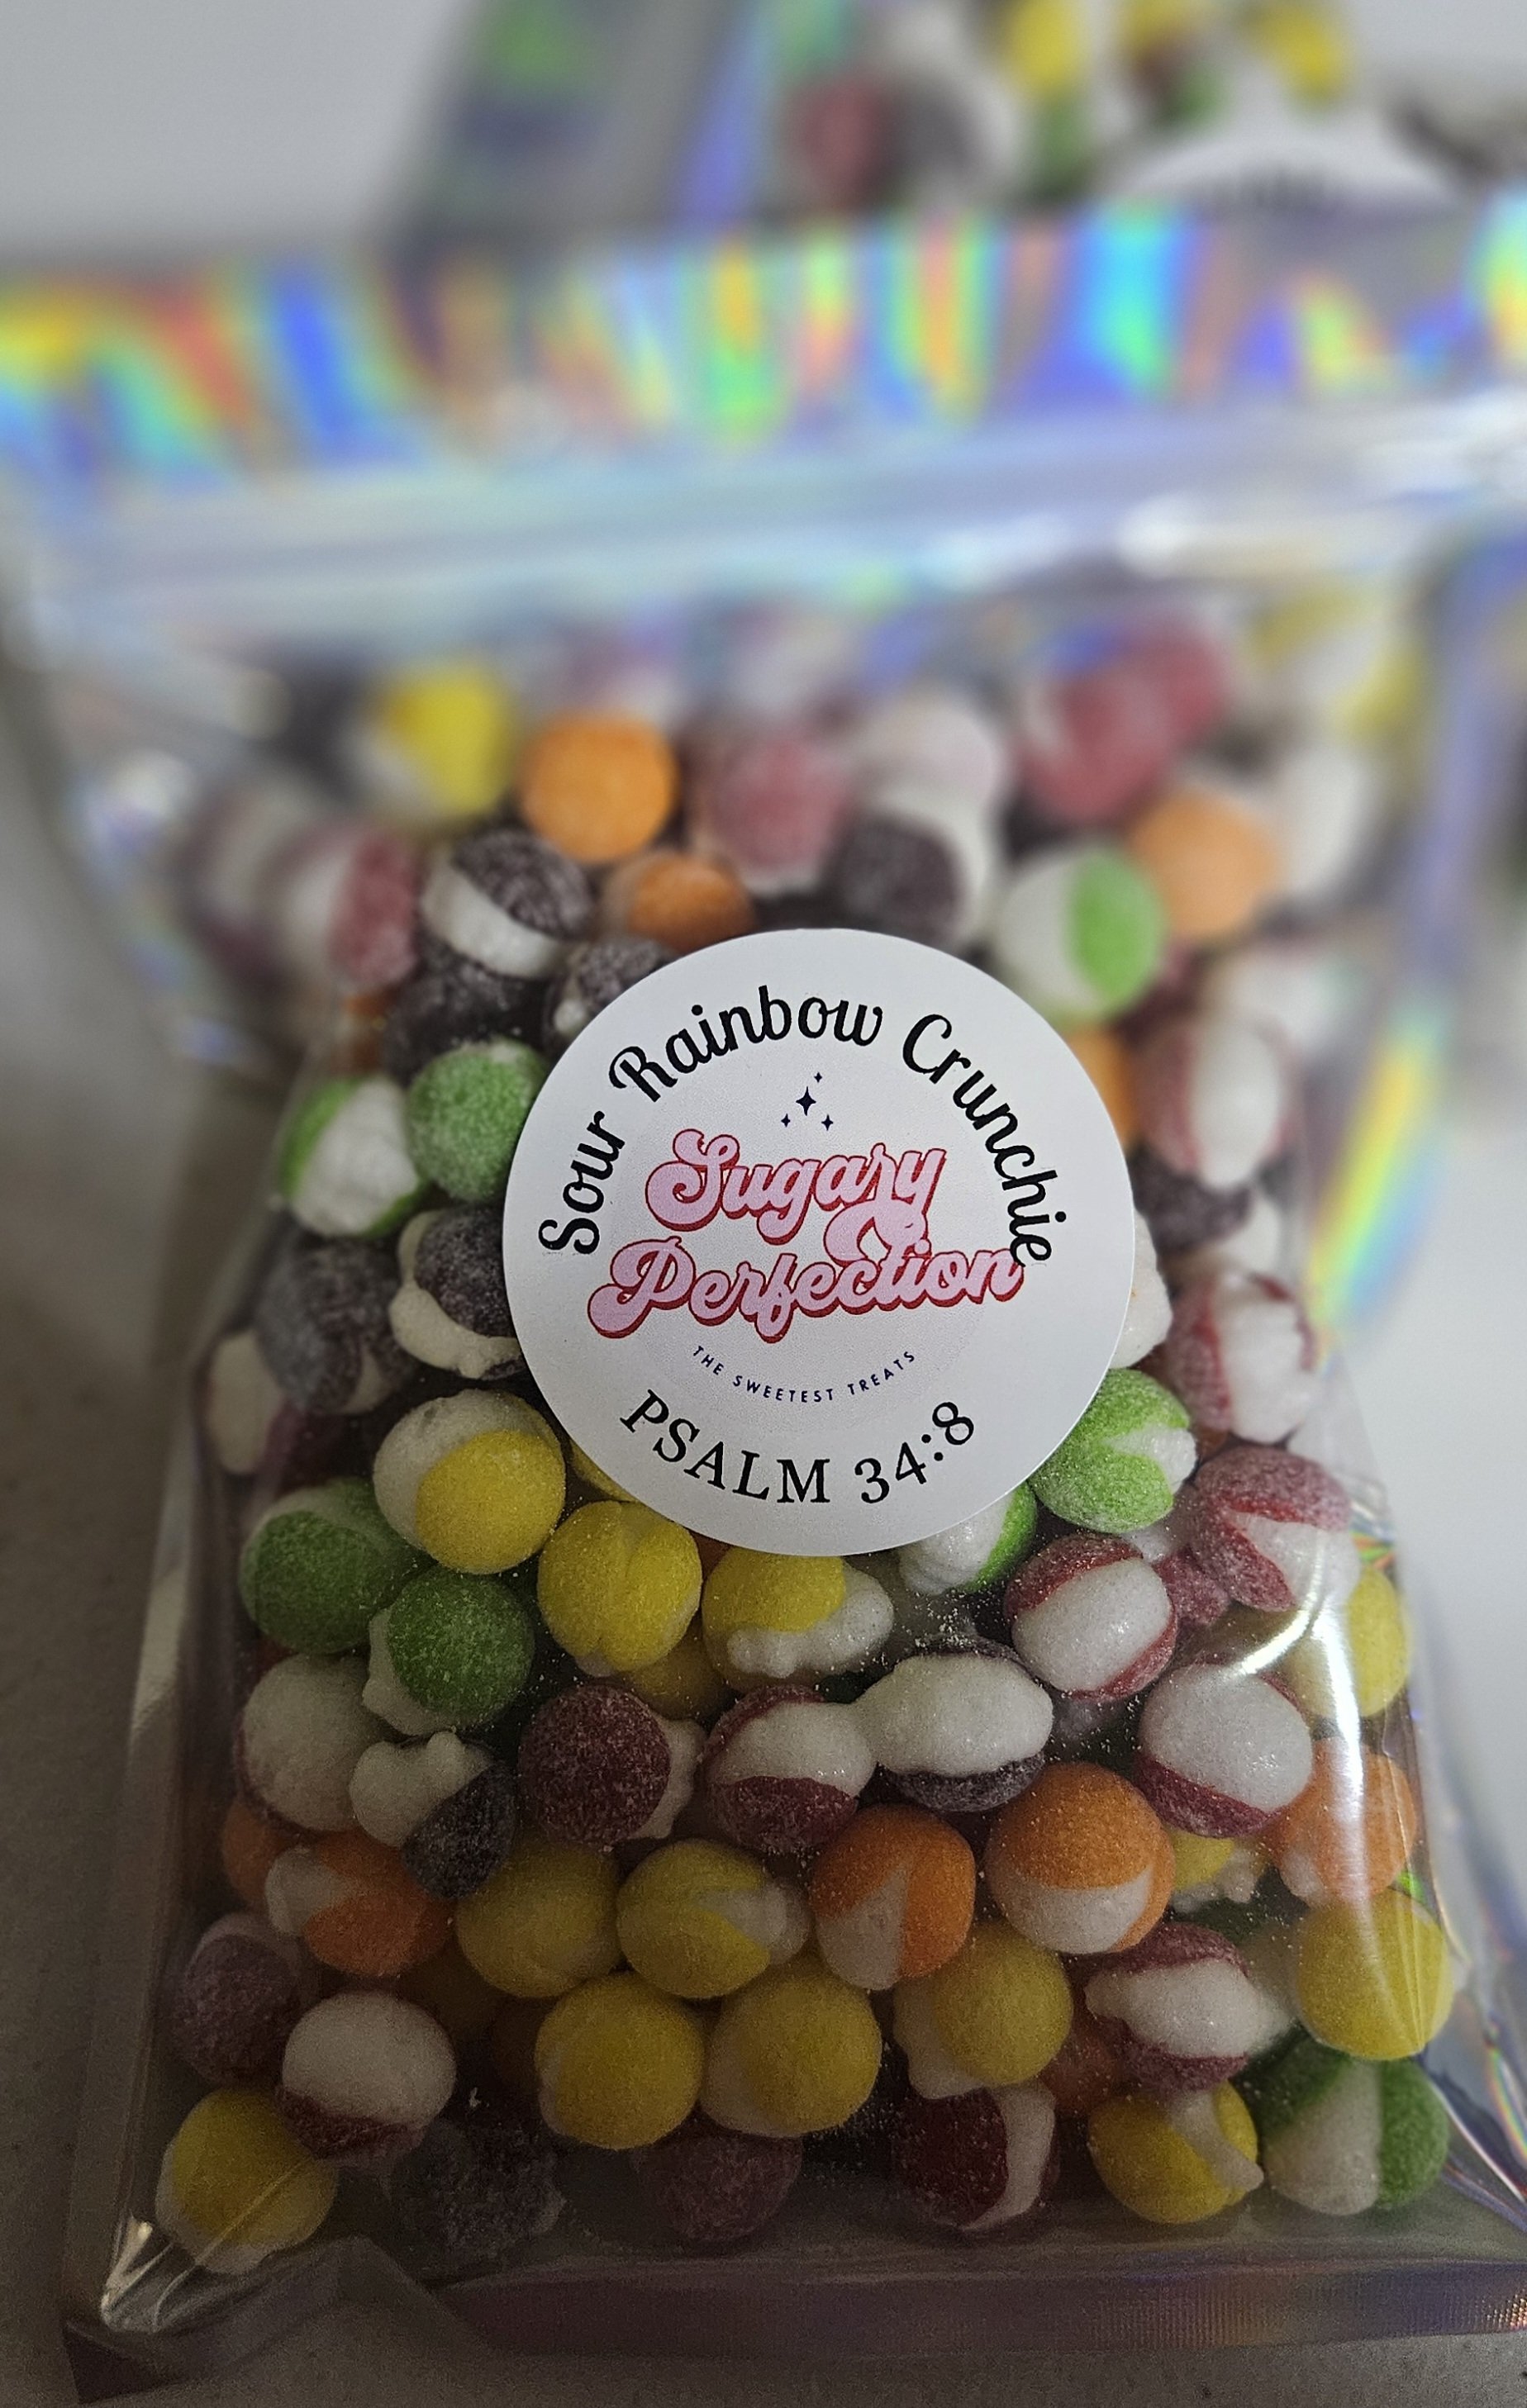 Sour Rainbow Crunchie
Sugary
Perfection
THE SWEETEST TREATS
PSALM 34:8